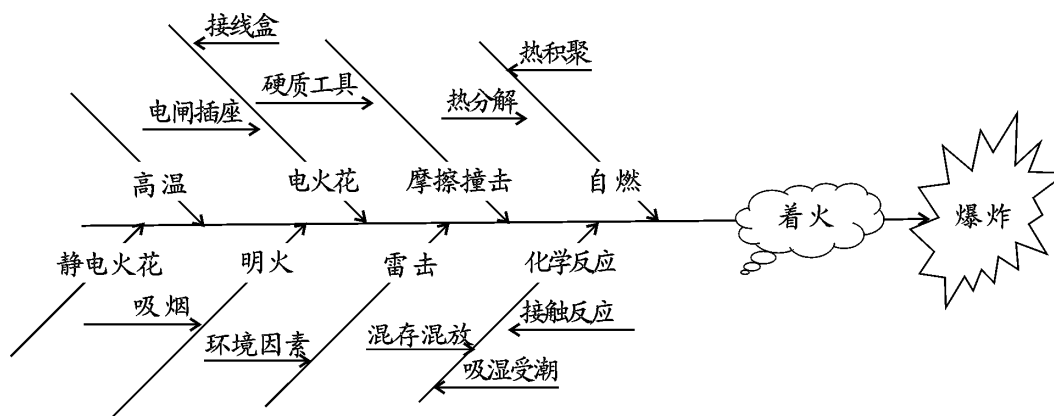 接线盒
热积聚
硬质工具
电闸插座
热分解
高温
电火花
摩擦撞击
自燃
着火
爆炸
静电火花
明火
雷击
化学反应
吸烟
接触反应
环境因素
混存混放
吸湿受潮